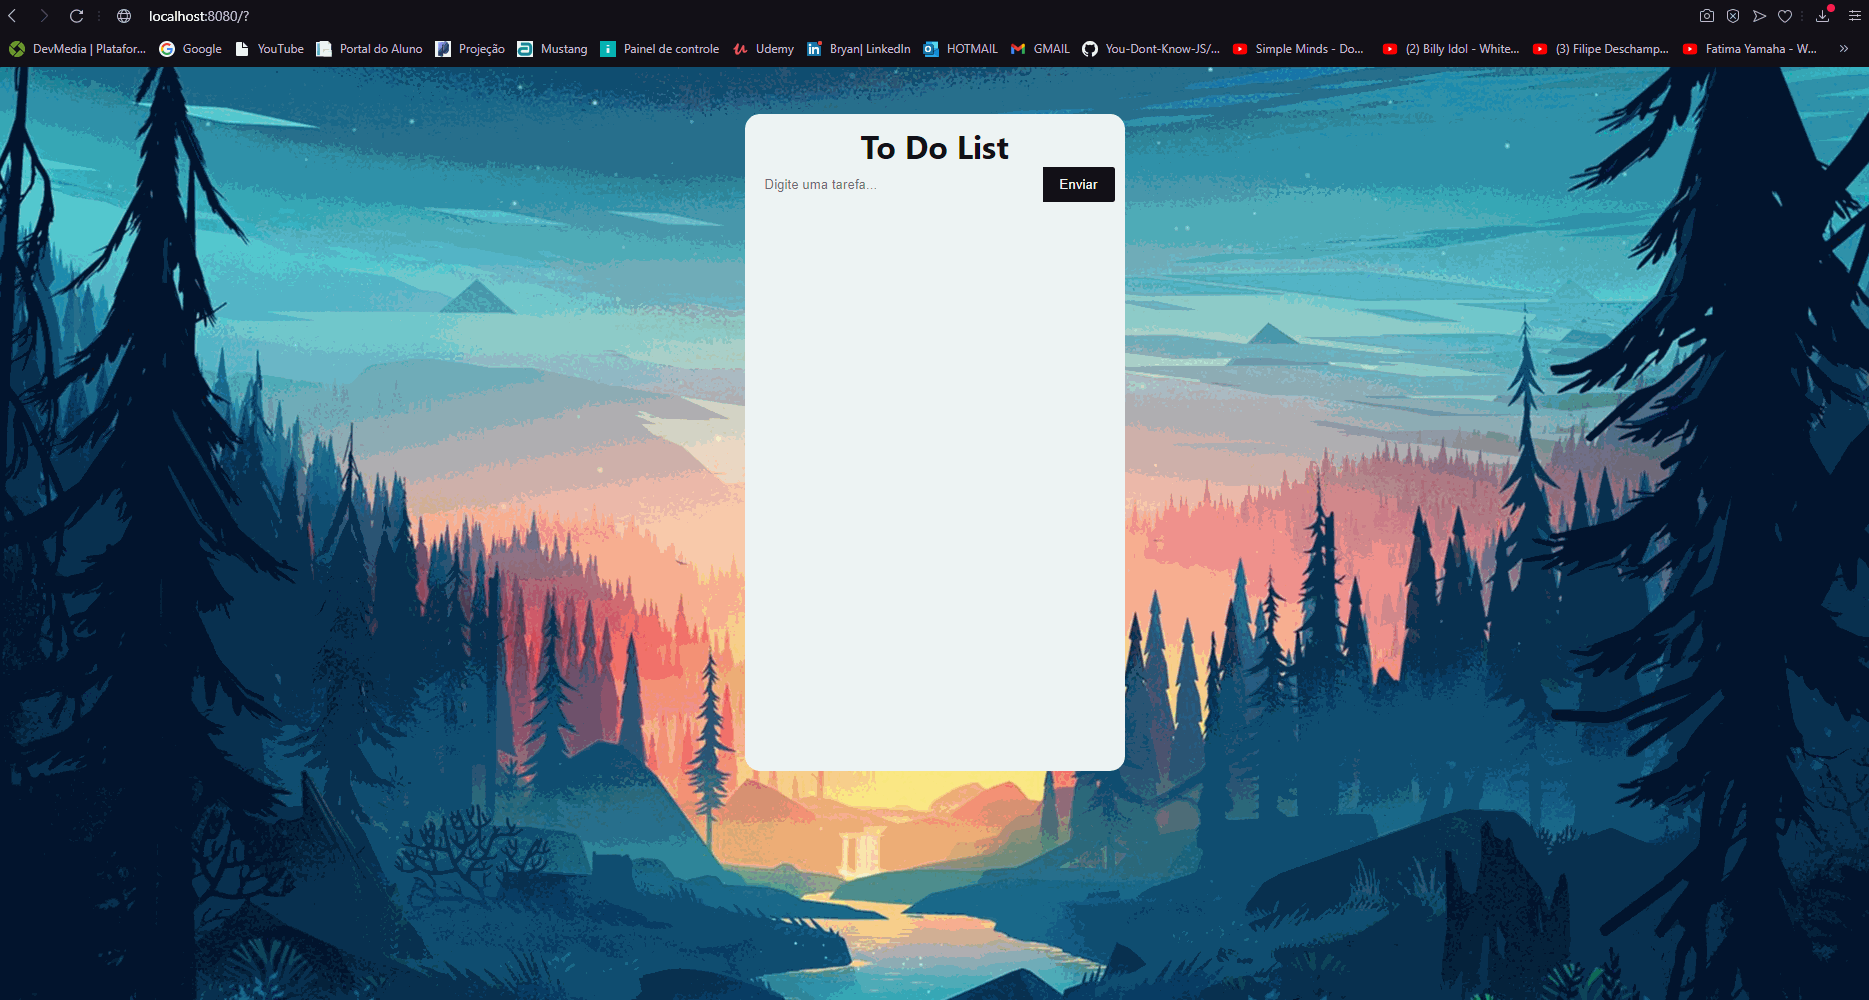 localhost:8080/?
DevMedia | Platafor... Google YouTube Portal do Aluno Projeção Mustang Painel de controle Udemy Bryan| LinkedIn HOTMAIL GMAIL You-Dont-Know-JS/... Simple Minds - Do... (2) Billy Idol - White... (3) Filipe Deschamp... Fatima Yamaha - W...
To Do List
Digite uma tarefa... Enviar